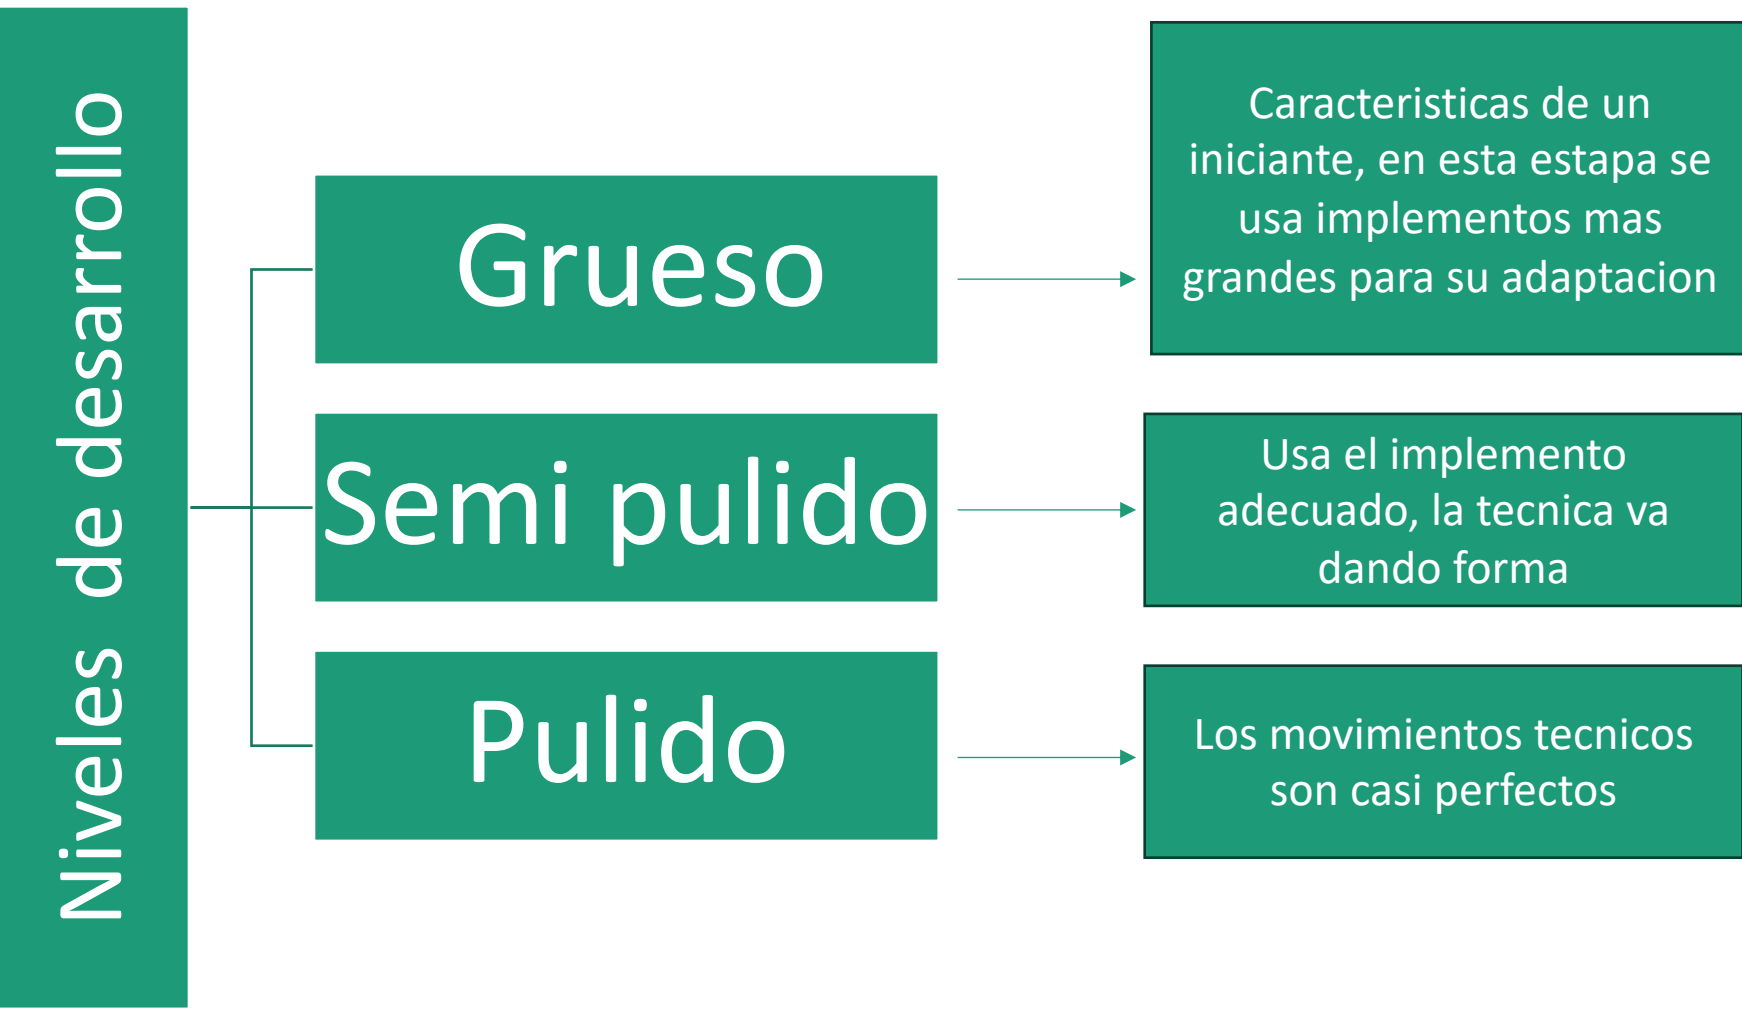 Niveles de desarrollo
Grueso
Caracteristicas de un
iniciante, en esta estapa se
usa implementos mas
grandes para su adaptacion
Semi pulido
Usa el implemento
adecuado, la tecnica va
dando forma
Pulido
Los movimientos tecnicos
son casi perfectos